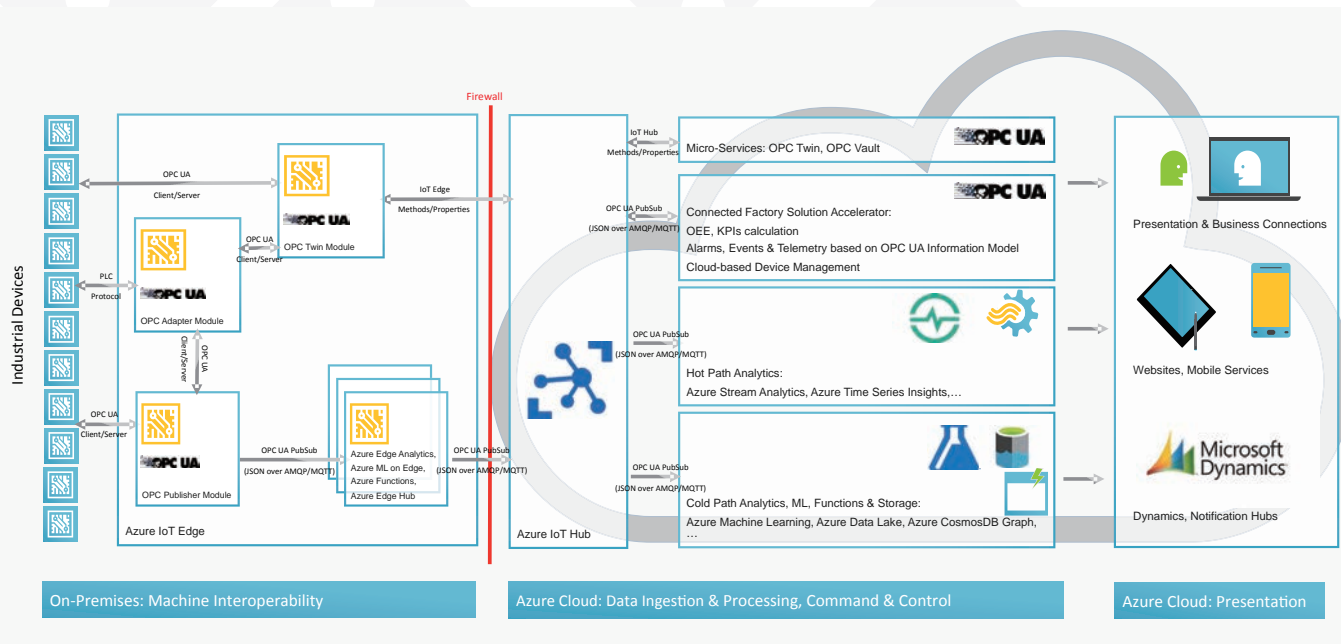 Firewall
Industrial Devices
OPC UA
Client/Server
OPC UA
OPC Twin Module
IoT Edge
Methods/Properties
OPC UA
Client/Server
PLC
Protocol
OPC UA
OPC Adapter Module
OPC UA
Client/Server
OPC UA
Client/Server
OPC UA
OPC Publisher Module
OPC UA PubSub
(JSON over AMQP/MQTT)
Azure Edge Analytics,
Azure ML on Edge,
Azure Functions,
Azure Edge Hub
Azure IoT Edge
OPC UA PubSub
(JSON over AMQP/MQTT)
Azure IoT Hub
IoT Hub
Methods/Properties
OPC UA
Micro-Services: OPC Twin, OPC Vault
OPC UA PubSub
(JSON over AMQP/MQTT)
OPC UA
Connected Factory Solution Accelerator:
OEE, KPIs calculation
Alarms, Events & Telemetry based on OPC UA Information Model
Cloud-based Device Management
OPC UA PubSub
(JSON over AMQP/MQTT)
Hot Path Analytics:
Azure Stream Analytics, Azure Time Series Insights,…
OPC UA PubSub
(JSON over AMQP/MQTT)
Cold Path Analytics, ML, Functions & Storage:
Azure Machine Learning, Azure Data Lake, Azure CosmosDB Graph,
…
Presentation & Business Connections
Websites, Mobile Services
Microsoft
Dynamics
Dynamics, Notification Hubs
On-Premises: Machine Interoperability
Azure Cloud: Data Ingestion & Processing, Command & Control
Azure Cloud: Presentation